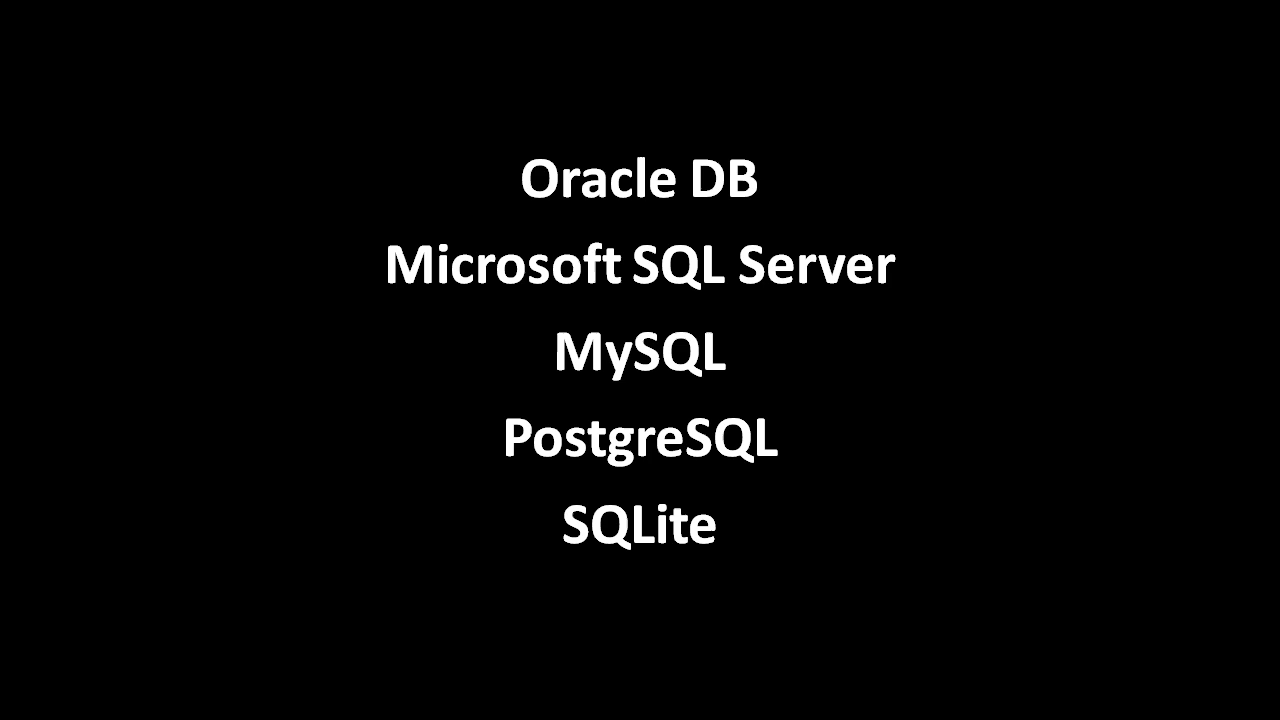 Oracle DB
Microsoft SQL Server
MySQL
PostgreSQL
SQLite